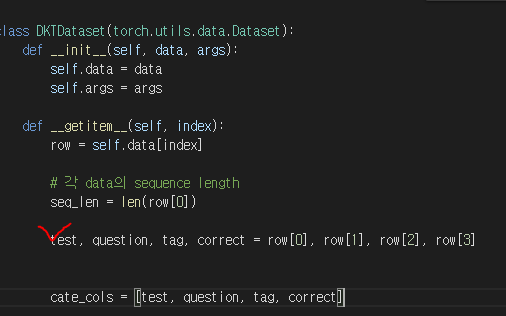 class DKTDataset(torch.utils.data.Dataset):
def __init__(self, data, args):
self.data = data
self.args = args
def __getitem__(self, index):
row = self.data[index]
# 각 data의 sequence length
seq_len = len(row[0])
test, question, tag, correct = row[0], row[1], row[2], row[3]
cate_cols = [test, question, tag, correct]